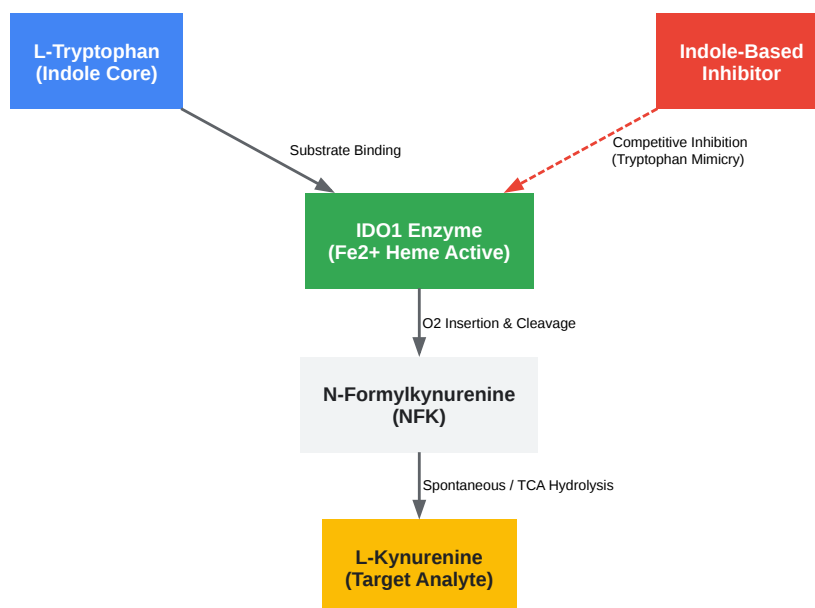 L-Tryptophan
(Indole Core)
Indole-Based
Inhibitor
Substrate Binding
Competitive Inhibition
(Tryptophan Mimicry)
IDO1 Enzyme
(Fe2+ Heme Active)
O2 Insertion & Cleavage
N-Formylkynurenine
(NFK)
Spontaneous / TCA Hydrolysis
L-Kynurenine
(Target Analyte)